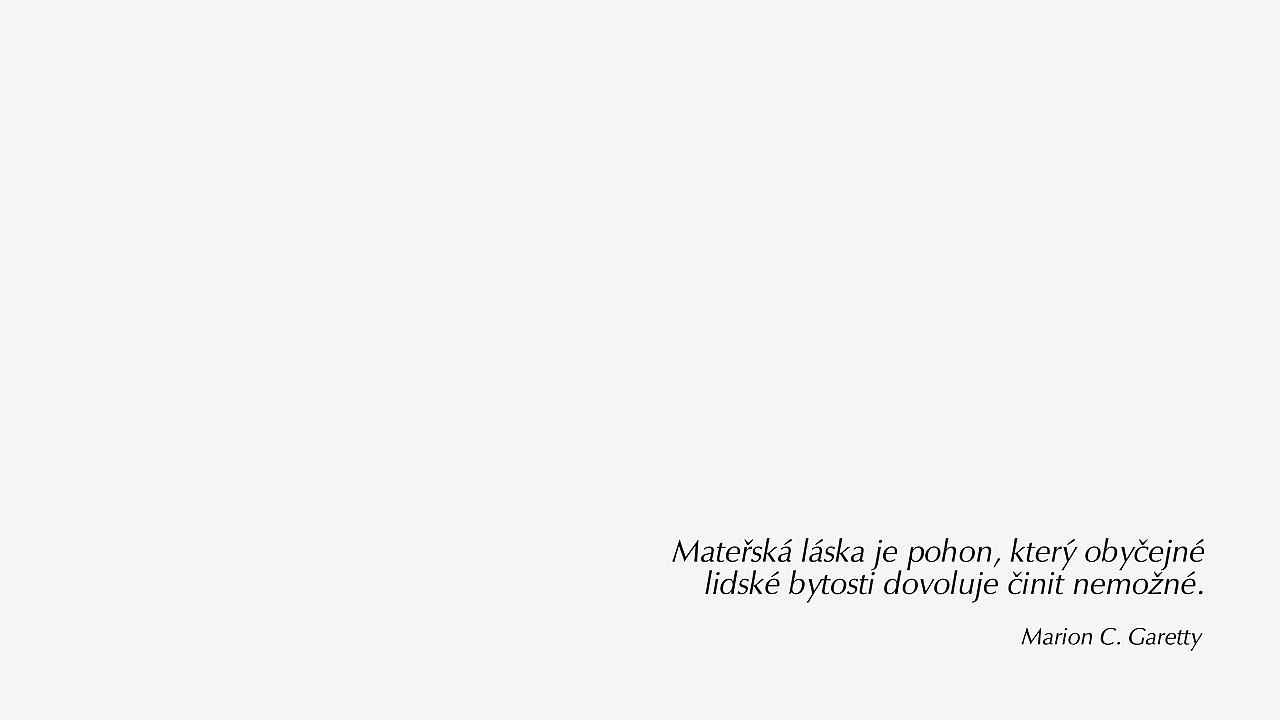 Mateřská láska je pohon, který obyčejné
lidské bytosti dovoluje činit nemožné.
Marion C. Garetty